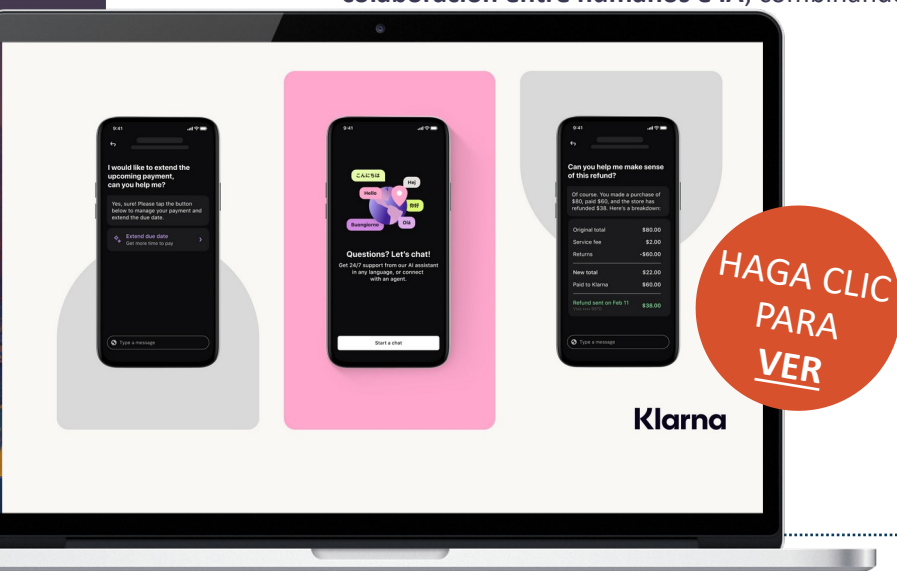 colaboración entre humanos e IA, combinando
9:41
I would like to extend the
upcoming payment,
can you help me?
Yes, sure! Please tap the button
below to manage your payment and
extend the due date.
Extend due date
Get more time to pay
Type a message
9:41
こんにちは
Hej
Hello
你好
Buongiorno
Olá
Questions? Let's chat!
Get 24/7 support from our AI assistant
in any language, or connect
with an agent.
Start a chat
9:41
Can you help me make sense
of this refund?
Of course. You made a purchase of
$80, paid $60, and the store has
refunded $38. Here's a breakdown:
Original total $80.00
Service fee $2.00
Returns -$60.00
New total $22.00
Paid to Klarna $60.00
Refund sent on Feb 11 $38.00
Type a message
Klarna
HAGA CLIC
PARA
VER